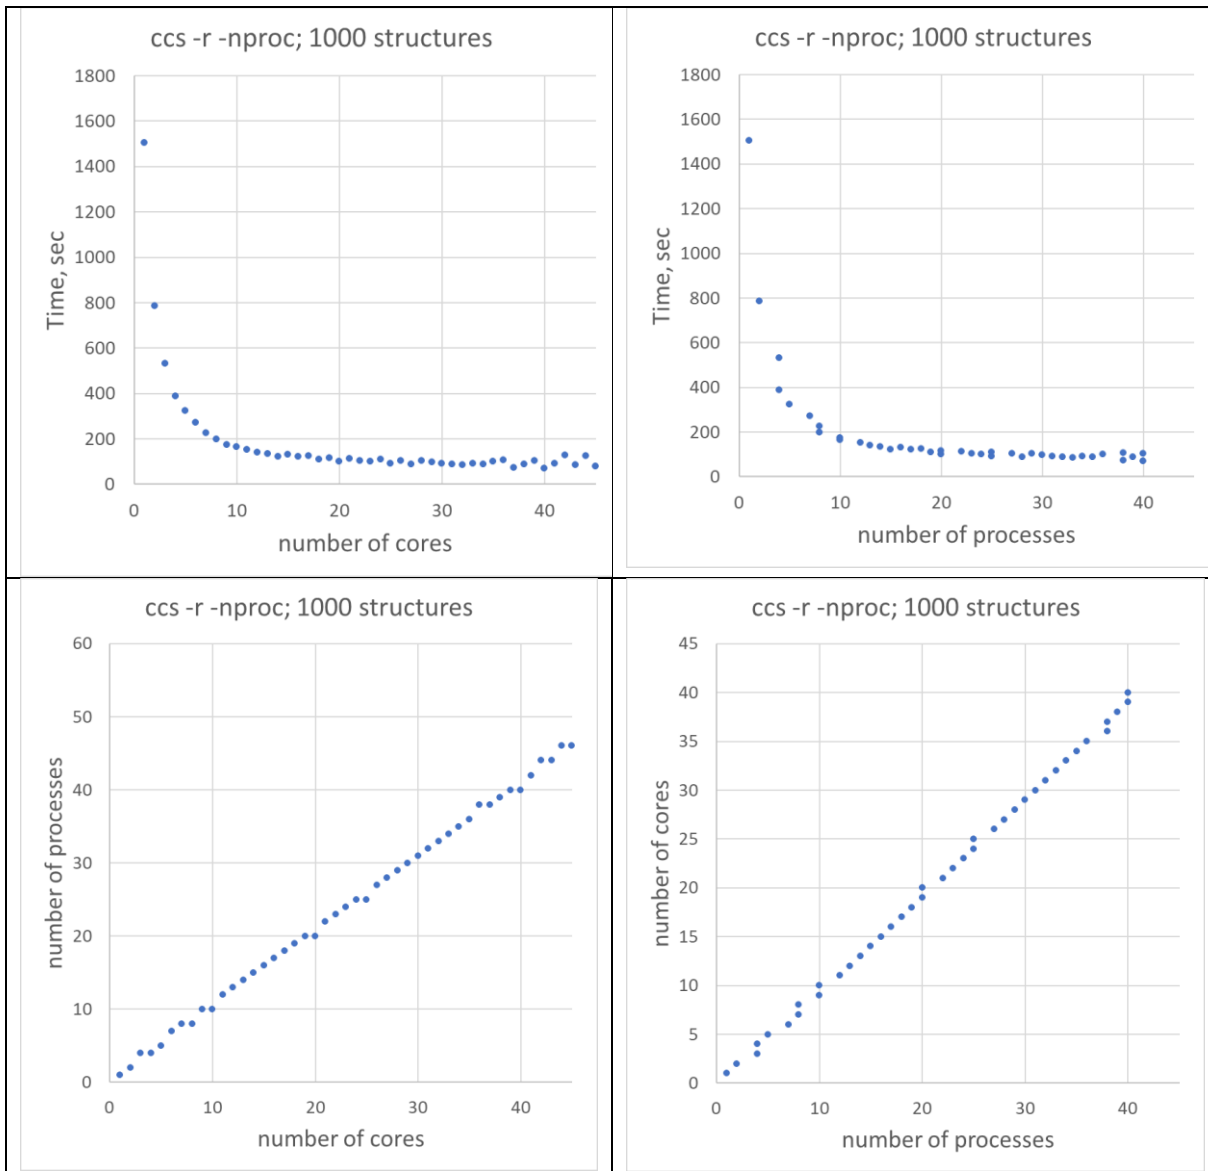 ccs -r -nproc; 1000 structures
1800
1600
1400
1200
1000
800
600
400
200
0
0 10 20 30 40
Time, sec
number of cores
ccs -r -nproc; 1000 structures
1800
1600
1400
1200
1000
800
600
400
200
0
0 10 20 30 40
Time, sec
number of processes
ccs -r -nproc; 1000 structures
60
50
40
30
20
10
0
0 10 20 30 40
number of processes
number of cores
ccs -r -nproc; 1000 structures
45
40
35
30
25
20
15
10
5
0
0 10 20 30 40
number of cores
number of processes